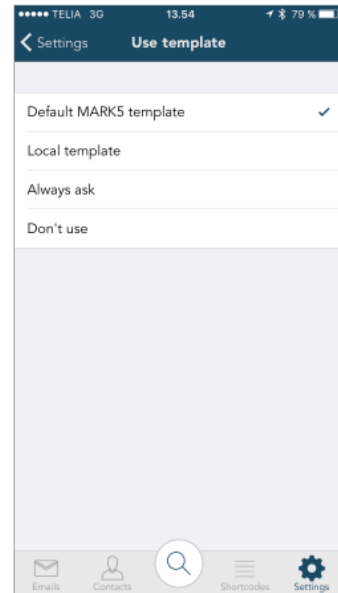 TELIA 3G 13.54 79 %
Settings Use template
Default MARK5 template
Local template
Always ask
Don't use
Emails Contacts Shortcodes Settings